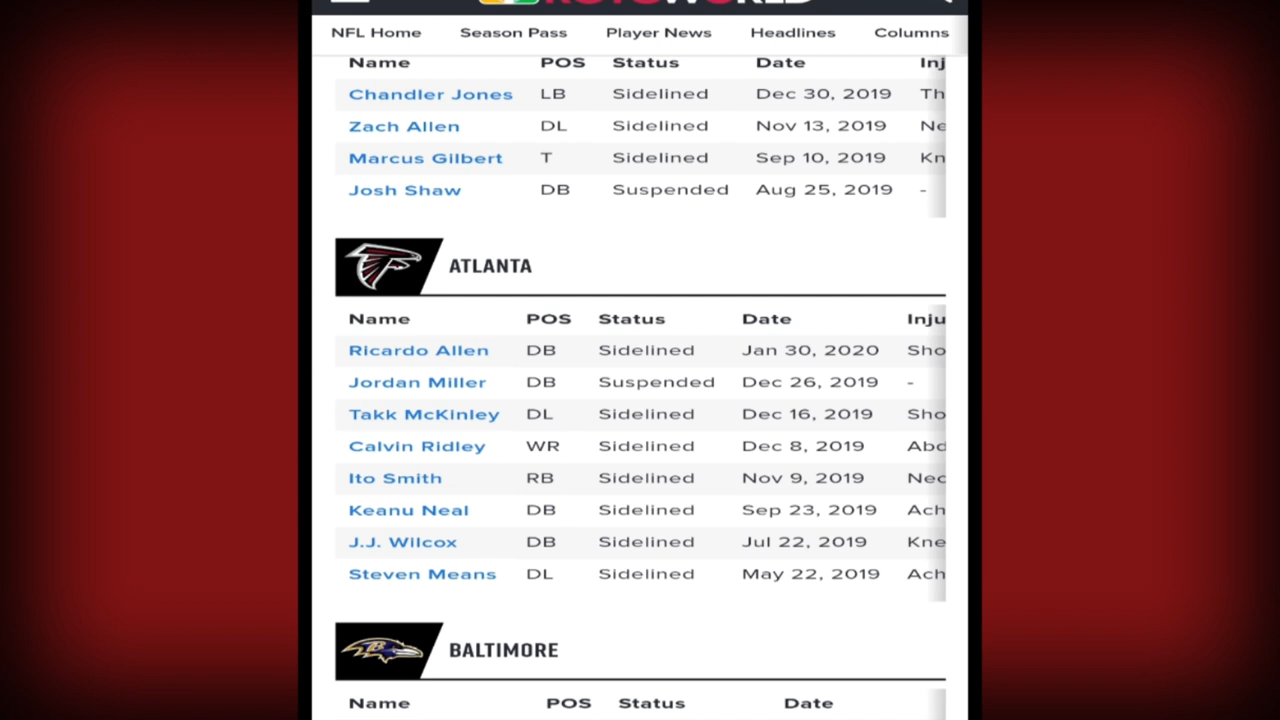 ROTOWORLD
NFL Home Season Pass Player News Headlines Columns
Name POS Status Date Inj
Chandler Jones LB Sidelined Dec 30, 2019 Th
Zach Allen DL Sidelined Nov 13, 2019 Ne
Marcus Gilbert T Sidelined Sep 10, 2019 Kn
Josh Shaw DB Suspended Aug 25, 2019 -
ATLANTA
Name POS Status Date Inju
Ricardo Allen DB Sidelined Jan 30, 2020 Sho
Jordan Miller DB Suspended Dec 26, 2019 -
Takk McKinley DL Sidelined Dec 16, 2019 Sho
Calvin Ridley WR Sidelined Dec 8, 2019 Abd
Ito Smith RB Sidelined Nov 9, 2019 Nec
Keanu Neal DB Sidelined Sep 23, 2019 Ach
J.J. Wilcox DB Sidelined Jul 22, 2019 Kne
Steven Means DL Sidelined May 22, 2019 Ach
BALTIMORE
Name POS Status Date